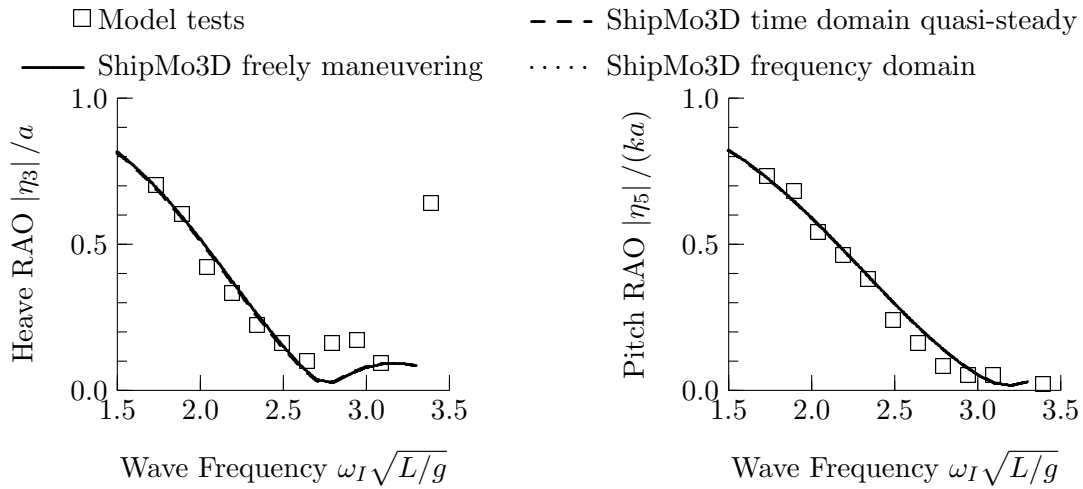 Model tests
ShipMo3D time domain quasi-steady
ShipMo3D freely maneuvering
ShipMo3D frequency domain
Heave RAO |η₃|/a
1.0
0.5
0.0
1.5 2.0 2.5 3.0 3.5
Wave Frequency ω_I√(L/g)
Pitch RAO |η₅|/(ka)
1.0
0.5
0.0
1.5 2.0 2.5 3.0 3.5
Wave Frequency ω_I√(L/g)